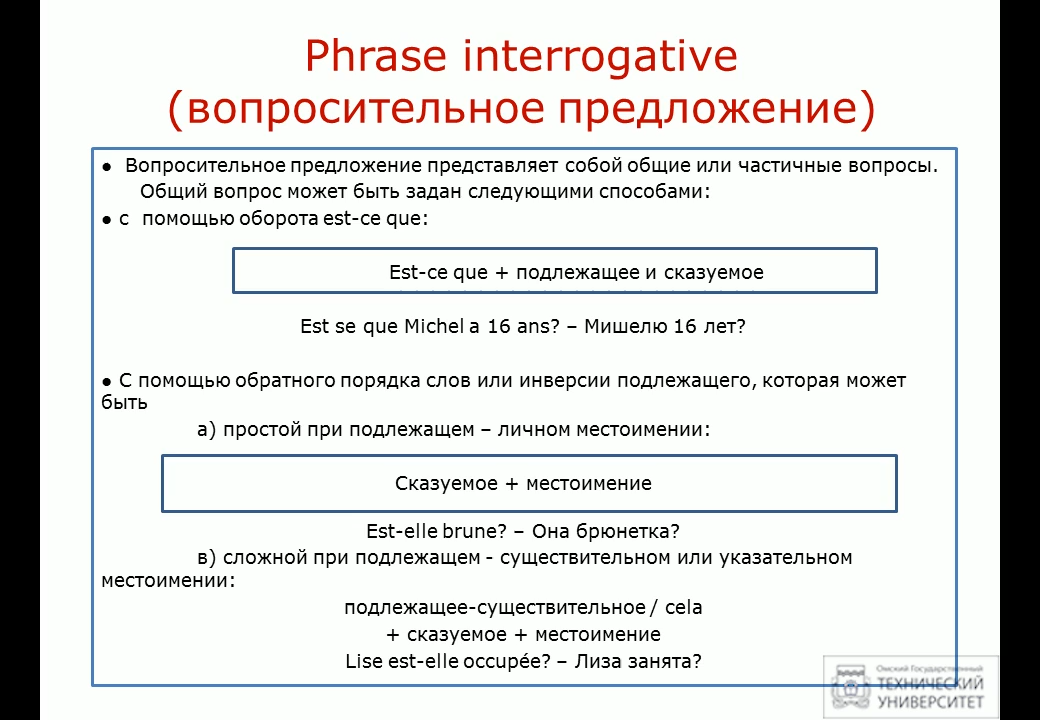 Phrase interrogative
(вопросительное предложение)
● Вопросительное предложение представляет собой общие или частичные вопросы.
Общий вопрос может быть задан следующими способами:
● с помощью оборота est-ce que:
Est-ce que + подлежащее и сказуемое
Est se que Michel a 16 ans? – Мишелю 16 лет?
● С помощью обратного порядка слов или инверсии подлежащего, которая может
быть
а) простой при подлежащем – личном местоимении:
Сказуемое + местоимение
Est-elle brune? – Она брюнетка?
в) сложной при подлежащем - существительном или указательном
местоимении:
подлежащее-существительное / cela
+ сказуемое + местоимение
Lise est-elle occupée? – Лиза занята?
Омский Государственный
ТЕХНИЧЕСКИЙ
УНИВЕРСИТЕТ